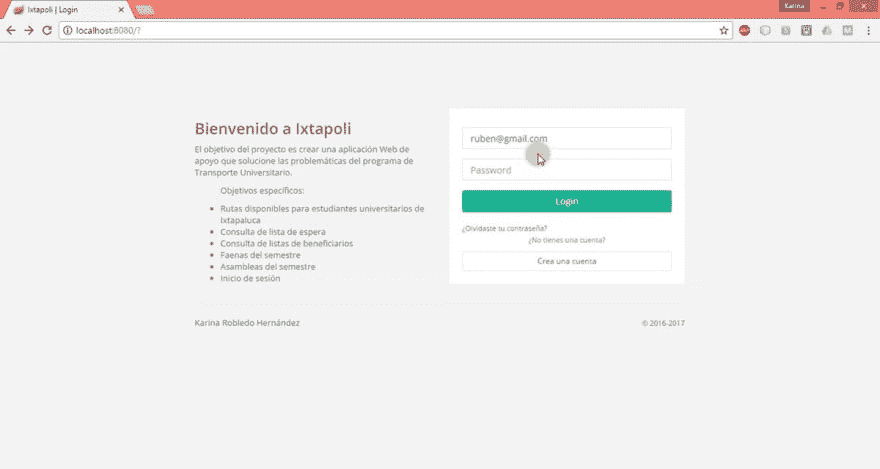 Ixtapoli | Login
Karina
localhost:8080/?
Bienvenido a Ixtapoli
El objetivo del proyecto es crear una aplicación Web de
apoyo que solucione las problemáticas del programa de
Transporte Universitario.
Objetivos específicos:
Rutas disponibles para estudiantes universitarios de
Ixtapaluca
Consulta de lista de espera
Consulta de listas de beneficiarios
Faenas del semestre
Asambleas del semestre
Inicio de sesión
ruben@gmail.com
Password
Login
¿Olvidaste tu contraseña?
¿No tienes una cuenta?
Crea una cuenta
Karina Robledo Hernández
© 2016-2017